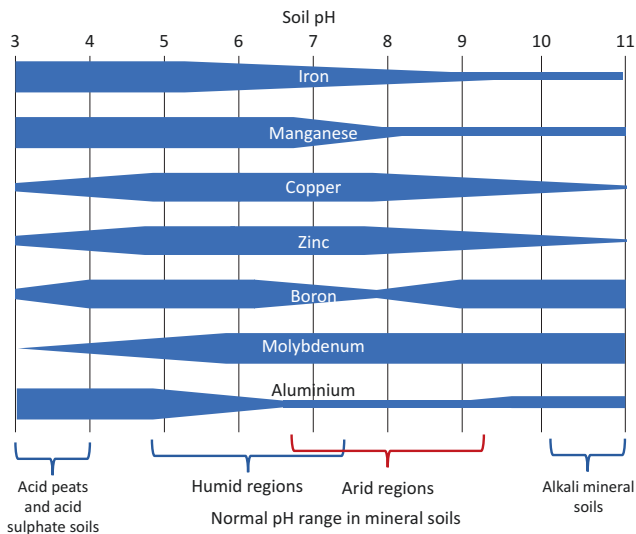 Soil pH
3 4 5 6 7 8 9 10 11
Iron
Manganese
Copper
Zinc
Boron
Molybdenum
Aluminium
Acid peats
and acid
sulphate soils
Humid regions
Arid regions
Alkali mineral
soils
Normal pH range in mineral soils